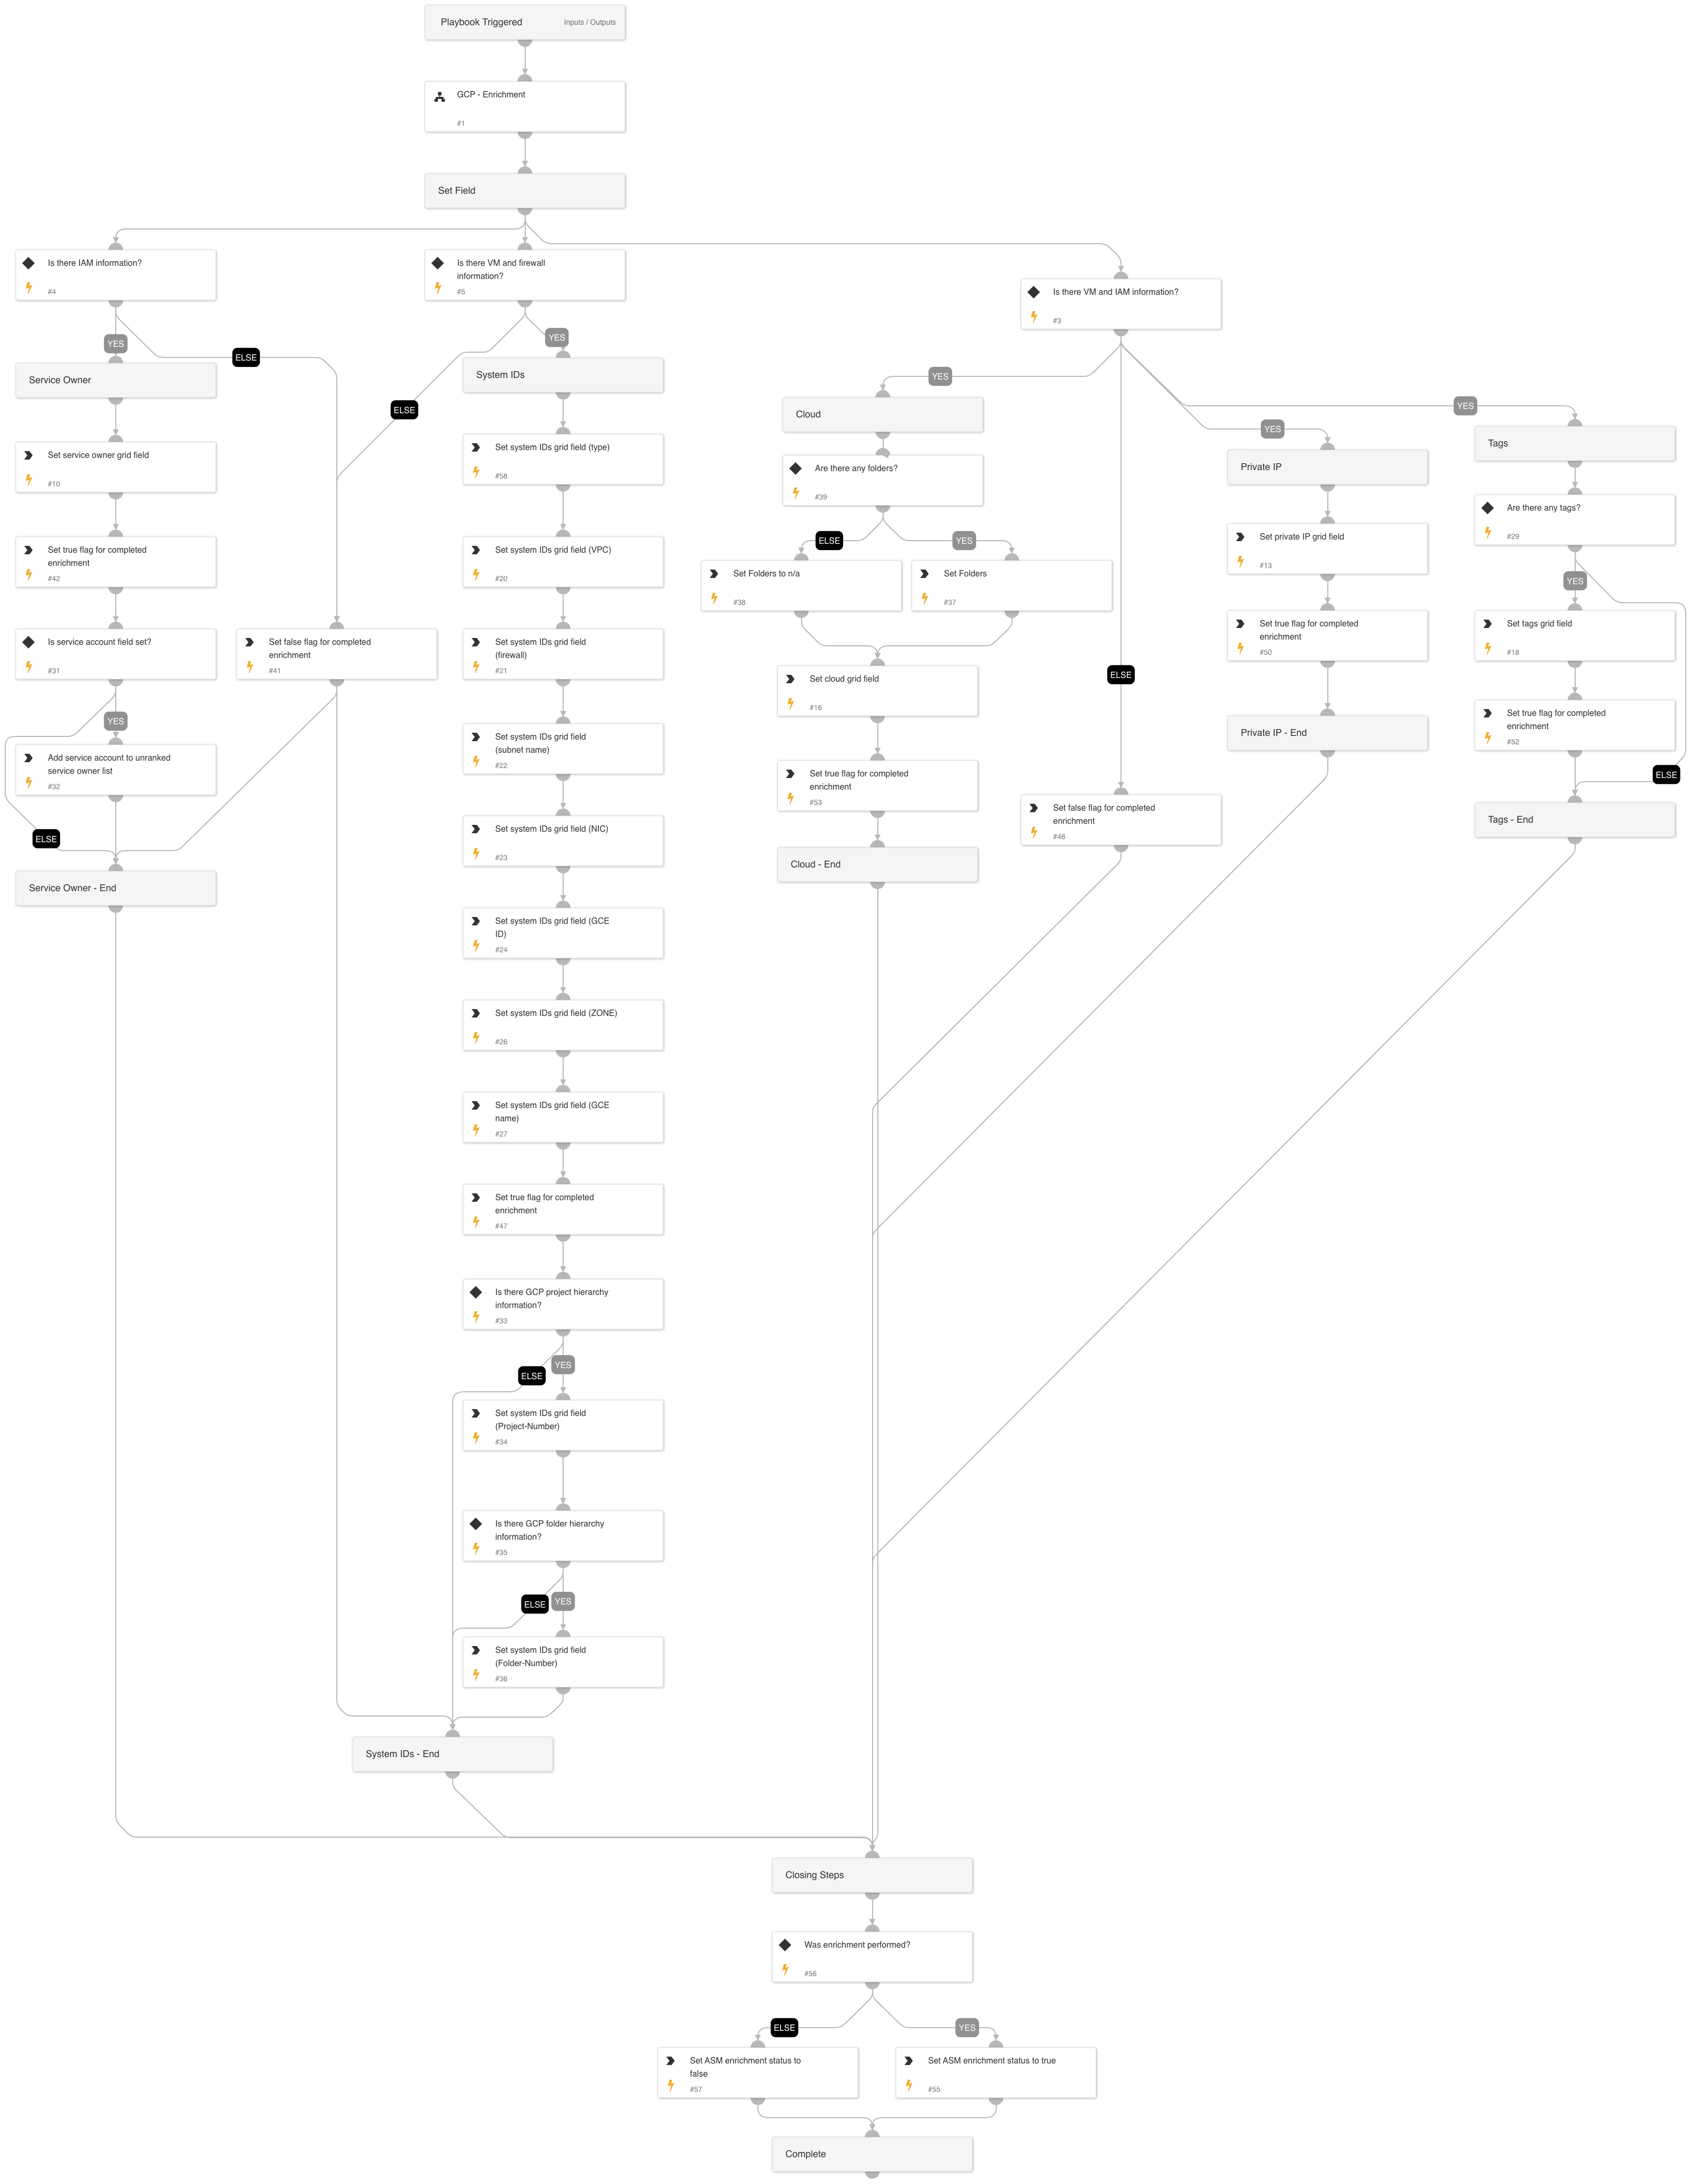 Playbook Triggered
Inputs / Outputs
GCP - Enrichment
#1
Set Field
Is there IAM information?
#4
Is there VM and firewall
information?
#5
Is there VM and IAM information?
#3
YES
ELSE
YES
ELSE
Service Owner
System IDs
YES
YES
YES
Cloud
Private IP
Tags
Set service owner grid field
#10
Set system IDs grid field (type)
#58
Are there any folders?
#39
Are there any tags?
#29
Set true flag for completed
enrichment
#42
Set system IDs grid field (VPC)
#20
ELSE
YES
Set Folders to n/a
#38
Set Folders
#37
Set private IP grid field
#13
YES
Is service account field set?
#31
Set false flag for completed
enrichment
#41
Set system IDs grid field
(firewall)
#21
Set cloud grid field
#16
ELSE
Set true flag for completed
enrichment
#50
Set tags grid field
#18
YES
Add service account to unranked
service owner list
#32
Set system IDs grid field
(subnet name)
#22
Set true flag for completed
enrichment
#53
Private IP - End
Set true flag for completed
enrichment
#52
ELSE
ELSE
Set system IDs grid field (NIC)
#23
Set false flag for completed
enrichment
#48
Tags - End
Service Owner - End
Cloud - End
Set system IDs grid field (GCE
ID)
#24
Set system IDs grid field (ZONE)
#26
Set system IDs grid field (GCE
name)
#27
Set true flag for completed
enrichment
#47
Is there GCP project hierarchy
information?
#33
ELSE
YES
Set system IDs grid field
(Project-Number)
#34
Is there GCP folder hierarchy
information?
#35
ELSE
YES
Set system IDs grid field
(Folder-Number)
#36
System IDs - End
Closing Steps
Was enrichment performed?
#56
ELSE
YES
Set ASM enrichment status to
false
#57
Set ASM enrichment status to true
#55
Complete